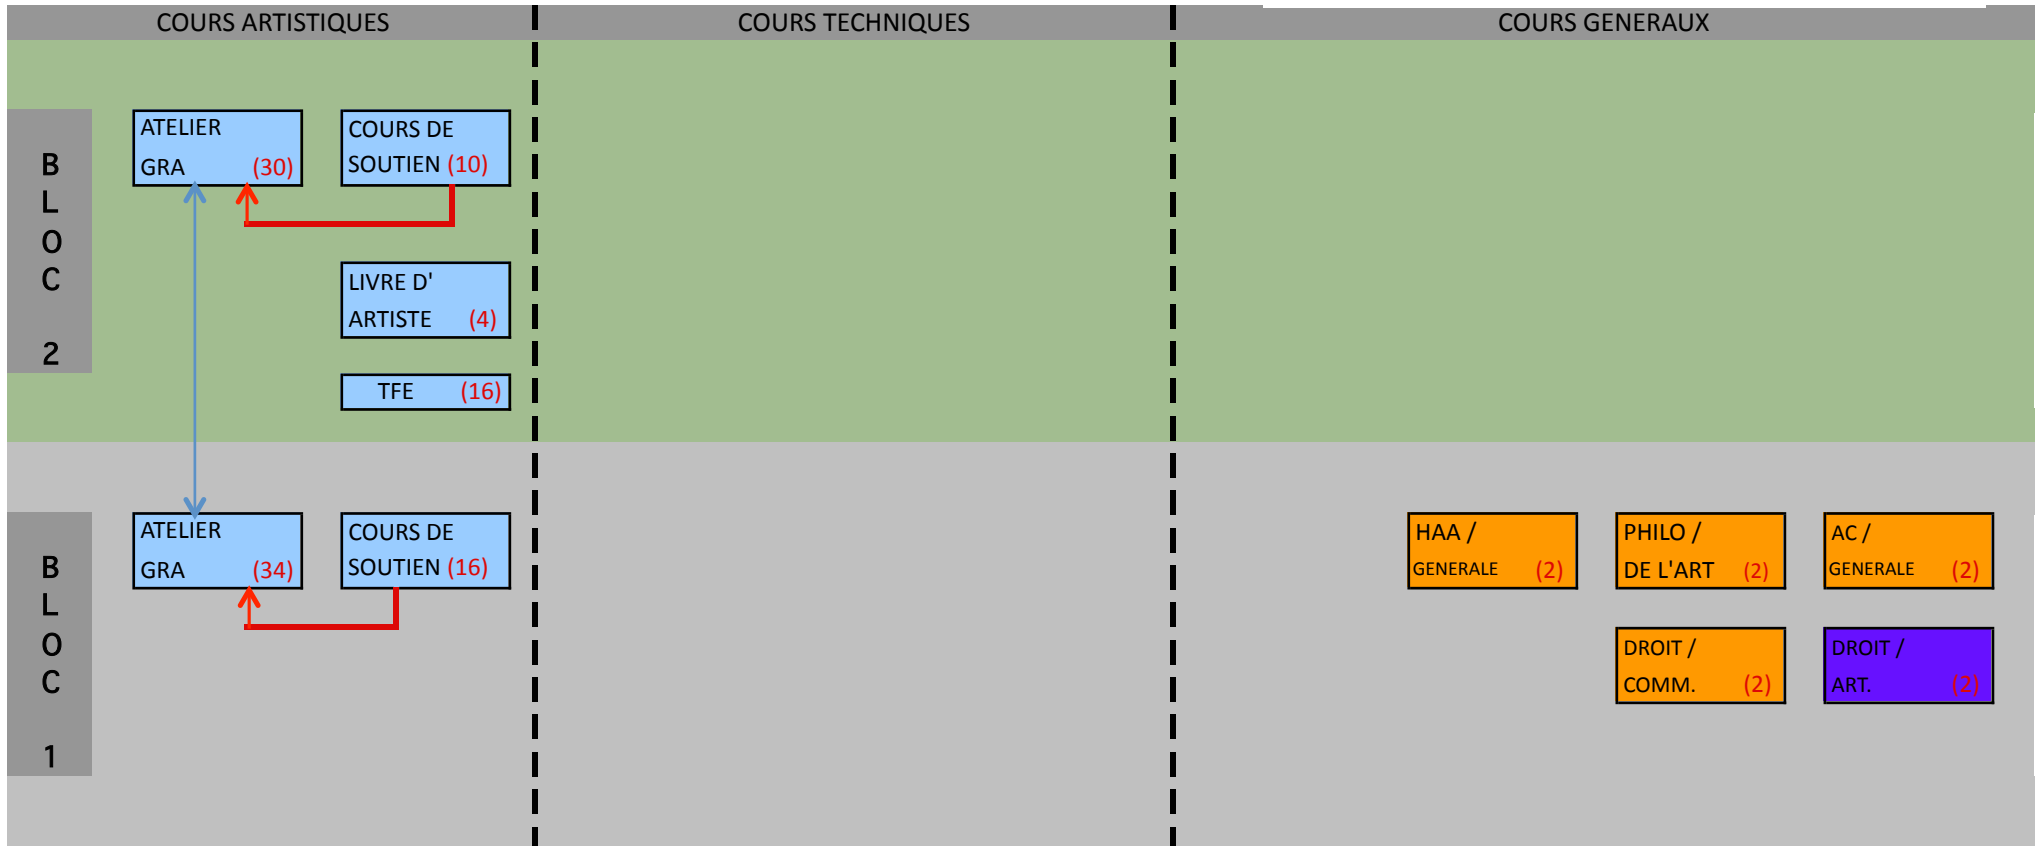 COURS ARTISTIQUES
COURS TECHNIQUES
COURS GENERAUX
B
L
O
C
2
ATELIER
GRA (30)
COURS DE
SOUTIEN (10)
LIVRE D'
ARTISTE (4)
TFE (16)
B
L
O
C
1
ATELIER
GRA (34)
COURS DE
SOUTIEN (16)
HAA /
GENERALE (2)
PHILO /
DE L'ART (2)
AC /
GENERALE (2)
DROIT /
COMM. (2)
DROIT /
ART. (2)